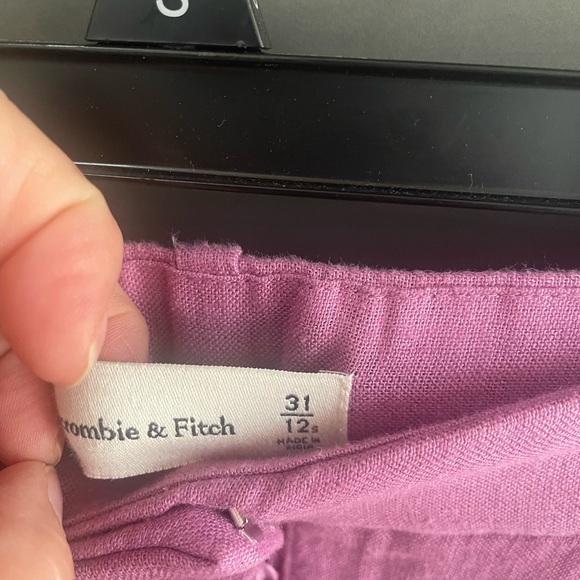 rombie & Fitch
31
12s
MADE IN